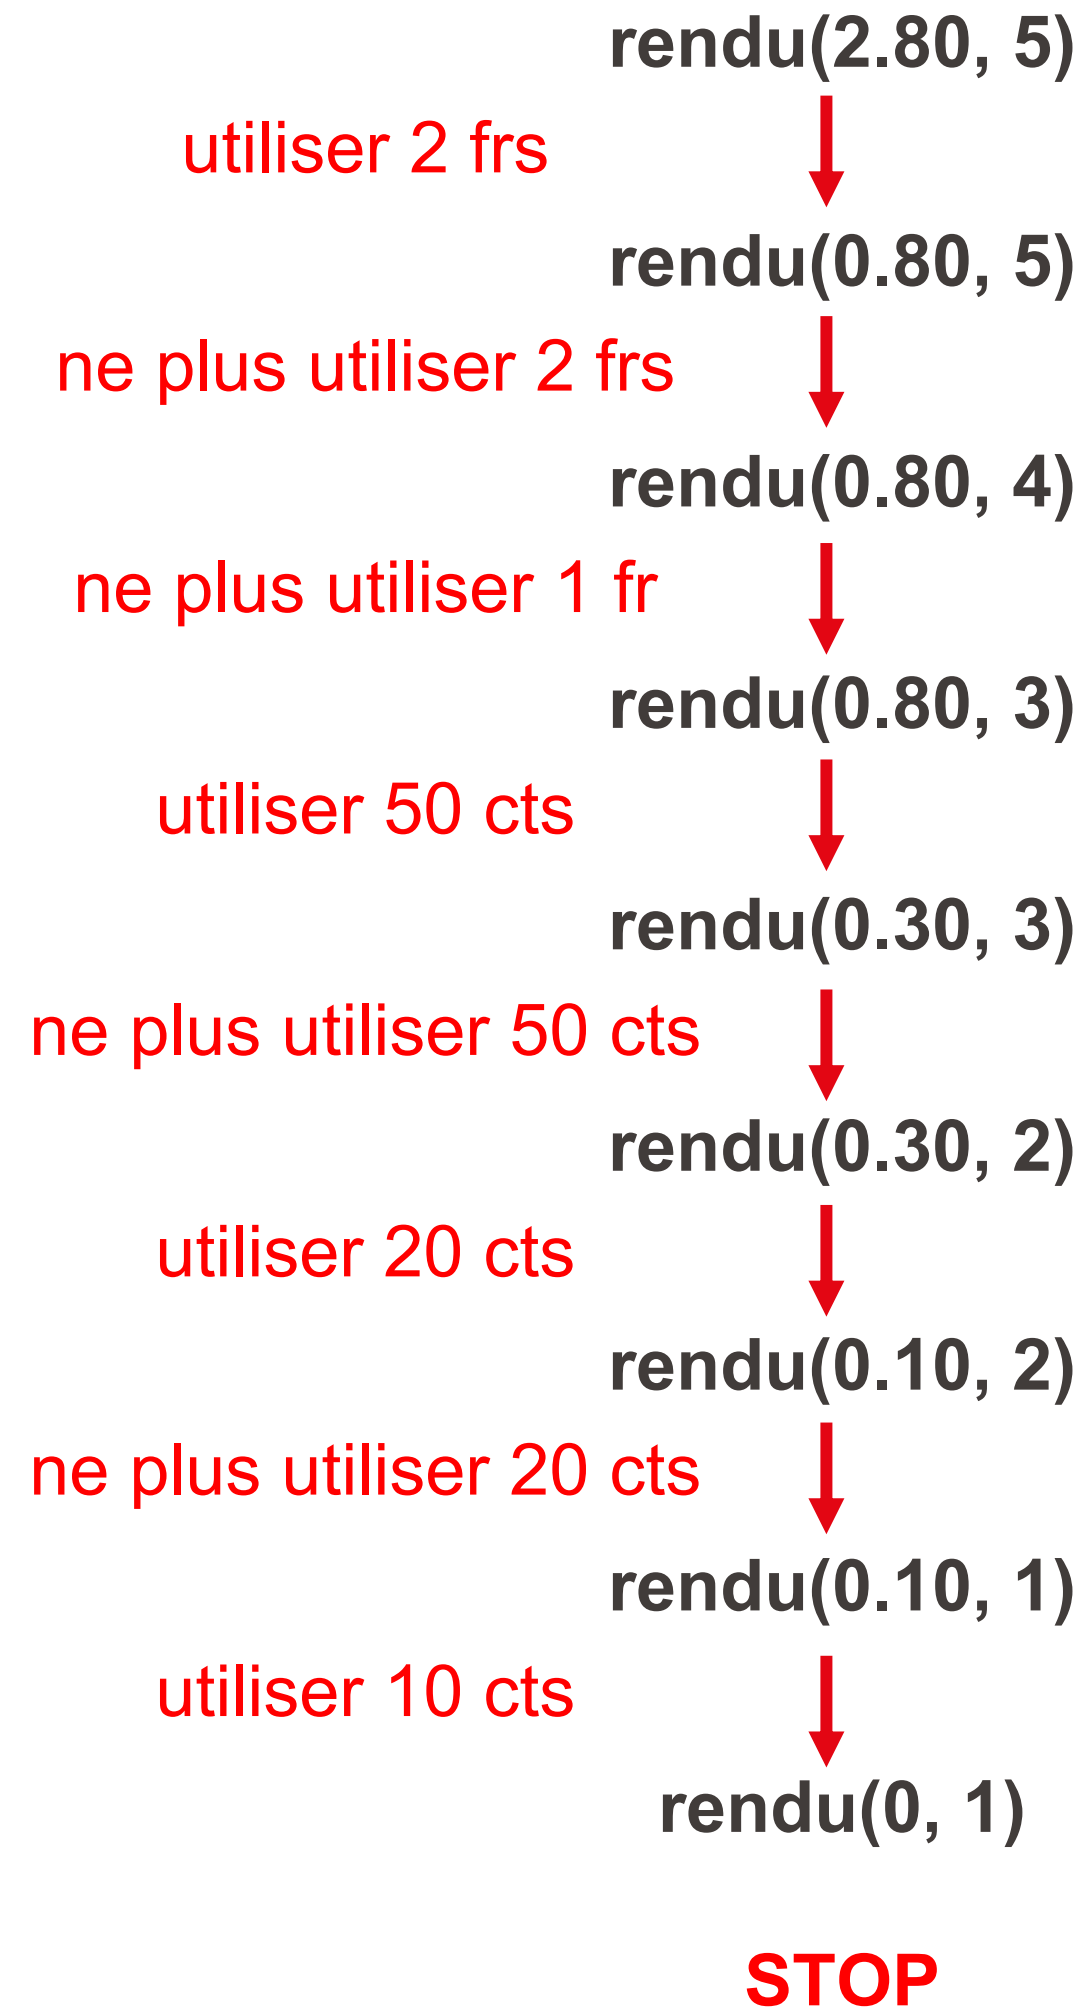 rendu(2.80, 5)
utiliser 2 frs
rendu(0.80, 5)
ne plus utiliser 2 frs
rendu(0.80, 4)
ne plus utiliser 1 fr
rendu(0.80, 3)
utiliser 50 cts
rendu(0.30, 3)
ne plus utiliser 50 cts
rendu(0.30, 2)
utiliser 20 cts
rendu(0.10, 2)
ne plus utiliser 20 cts
rendu(0.10, 1)
utiliser 10 cts
rendu(0, 1)
STOP